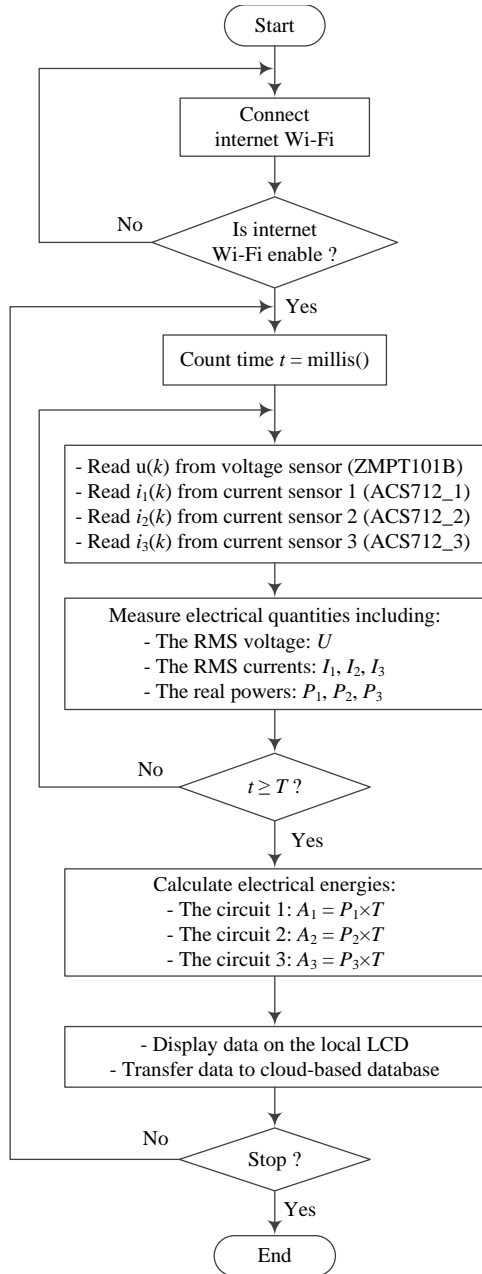 Start
Connect
internet Wi-Fi
Is internet
Wi-Fi enable ?
No
Yes
Count time t = millis()
- Read u(k) from voltage sensor (ZMPT101B)
- Read i₁(k) from current sensor 1 (ACS712_1)
- Read i₂(k) from current sensor 2 (ACS712_2)
- Read i₃(k) from current sensor 3 (ACS712_3)
Measure electrical quantities including:
- The RMS voltage: U
- The RMS currents: I₁, I₂, I₃
- The real powers: P₁, P₂, P₃
No
t ≥ T ?
Yes
Calculate electrical energies:
- The circuit 1: A₁ = P₁×T
- The circuit 2: A₂ = P₂×T
- The circuit 3: A₃ = P₃×T
- Display data on the local LCD
- Transfer data to cloud-based database
No
Stop ?
Yes
End